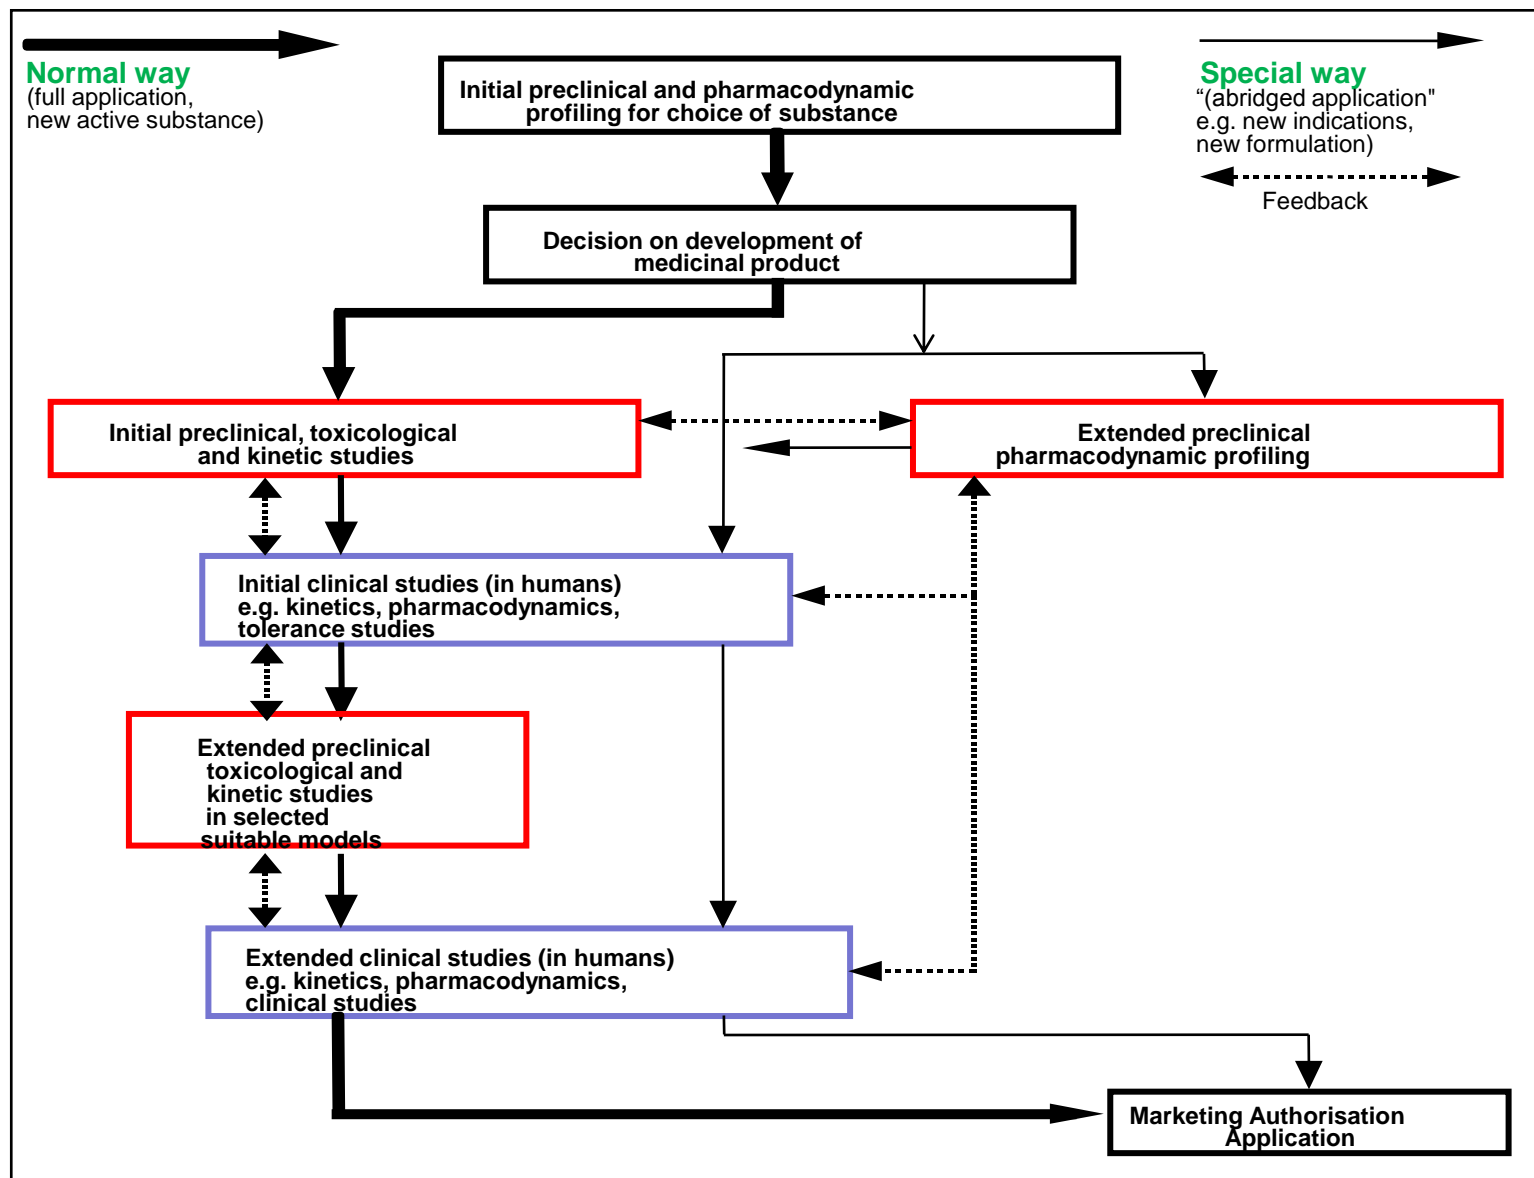 Normal way
(full application,
new active substance)
Initial preclinical and pharmacodynamic
profiling for choice of substance
Special way
“(abridged application"
e.g. new indications,
new formulation)
Feedback
Decision on development of
medicinal product
Initial preclinical, toxicological
and kinetic studies
Extended preclinical
pharmacodynamic profiling
Initial clinical studies (in humans)
e.g. kinetics, pharmacodynamics,
tolerance studies
Extended preclinical
toxicological and
kinetic studies
in selected
suitable models
Extended clinical studies (in humans)
e.g. kinetics, pharmacodynamics,
clinical studies
Marketing Authorisation
Application